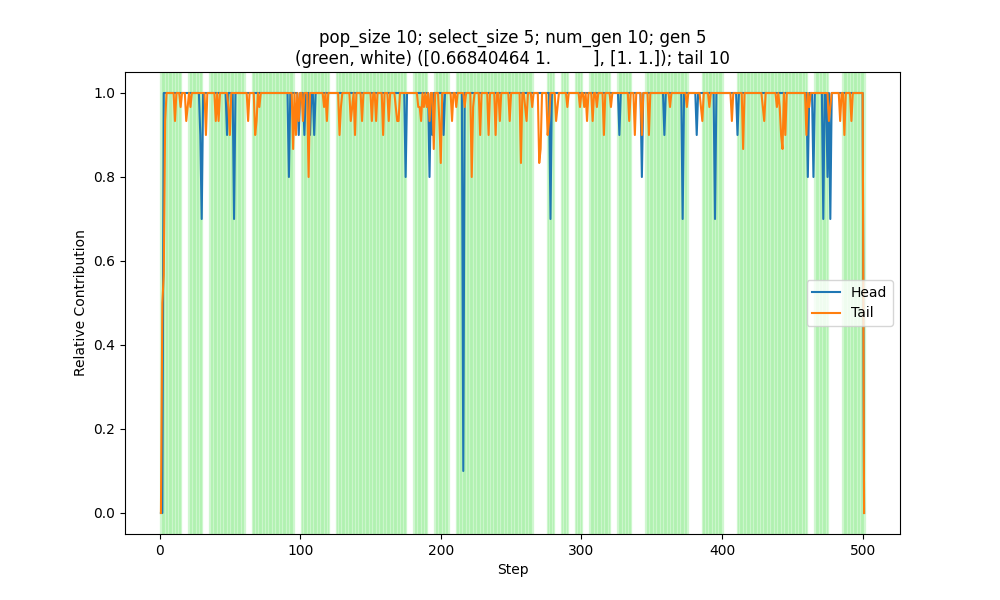 pop_size 10; select_size 5; num_gen 10; gen 5
(green, white) ([0.66840464 1.         ], [1. 1.]); tail 10
1.0
0.8
0.6
0.4
0.2
0.0
Relative Contribution
Head
Tail
0
100
200
300
400
500
Step